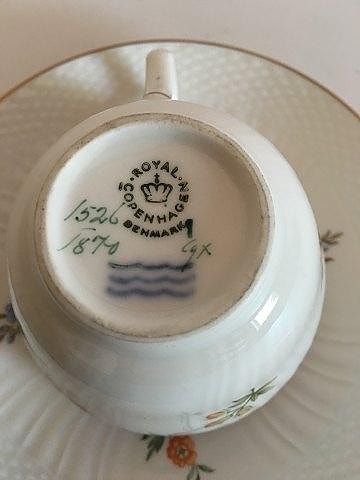 ROYAL
COPENHAGEN
DENMARK
1526
1870